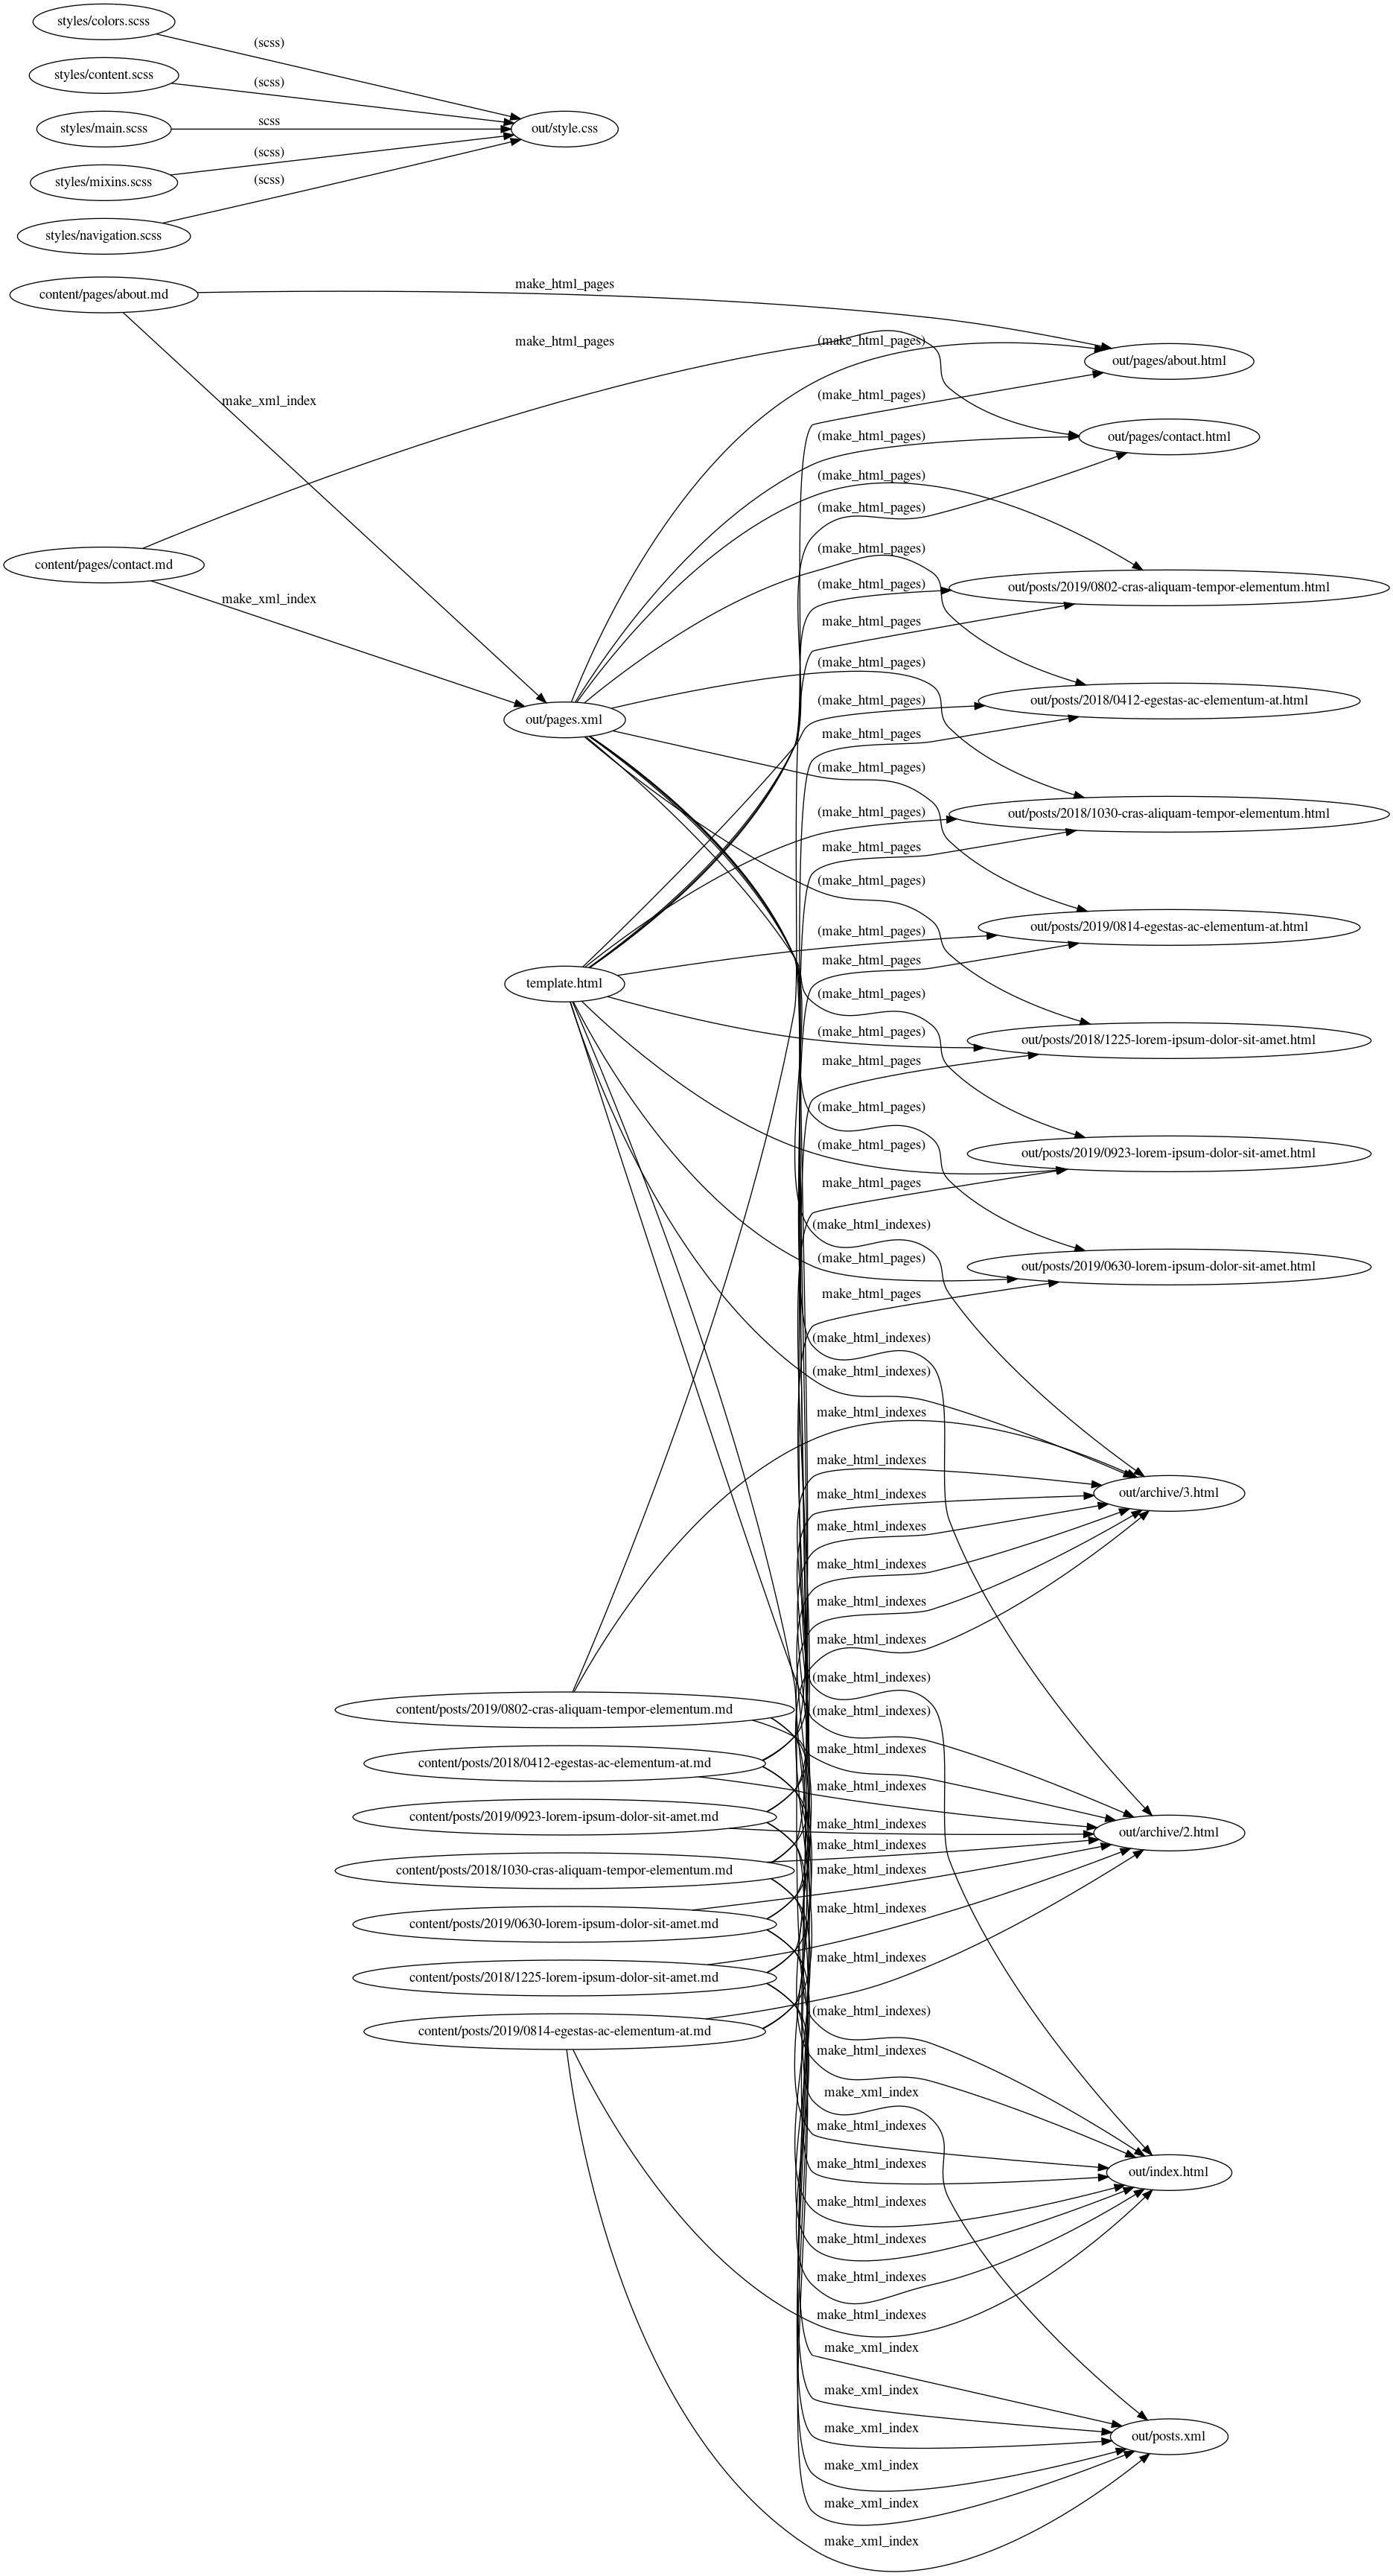 styles/colors.scss
(scss)
styles/content.scss
(scss)
styles/main.scss
scss
out/style.css
(scss)
styles/mixins.scss
(scss)
styles/navigation.scss
content/pages/about.md
make_html_pages
make_html_pages
(make_html_pages)
out/pages/about.html
(make_html_pages)
make_xml_index
(make_html_pages)
out/pages/contact.html
(make_html_pages)
(make_html_pages)
(make_html_pages)
content/pages/contact.md
(make_html_pages)
out/posts/2019/0802-cras-aliquam-tempor-elementum.html
make_xml_index
make_html_pages
(make_html_pages)
(make_html_pages)
out/posts/2018/0412-egestas-ac-elementum-at.html
out/pages.xml
make_html_pages
(make_html_pages)
(make_html_pages)
out/posts/2018/1030-cras-aliquam-tempor-elementum.html
make_html_pages
(make_html_pages)
(make_html_pages)
out/posts/2019/0814-egestas-ac-elementum-at.html
make_html_pages
template.html
(make_html_pages)
(make_html_pages)
out/posts/2018/1225-lorem-ipsum-dolor-sit-amet.html
make_html_pages
(make_html_pages)
(make_html_pages)
out/posts/2019/0923-lorem-ipsum-dolor-sit-amet.html
make_html_pages
(make_html_indexes)
(make_html_pages)
out/posts/2019/0630-lorem-ipsum-dolor-sit-amet.html
make_html_pages
(make_html_indexes)
(make_html_indexes)
make_html_indexes
make_html_indexes
make_html_indexes
out/archive/3.html
make_html_indexes
make_html_indexes
make_html_indexes
make_html_indexes
(make_html_indexes)
content/posts/2019/0802-cras-aliquam-tempor-elementum.md
(make_html_indexes)
make_html_indexes
content/posts/2018/0412-egestas-ac-elementum-at.md
make_html_indexes
content/posts/2019/0923-lorem-ipsum-dolor-sit-amet.md
make_html_indexes
out/archive/2.html
make_html_indexes
content/posts/2018/1030-cras-aliquam-tempor-elementum.md
make_html_indexes
make_html_indexes
content/posts/2019/0630-lorem-ipsum-dolor-sit-amet.md
make_html_indexes
content/posts/2018/1225-lorem-ipsum-dolor-sit-amet.md
(make_html_indexes)
content/posts/2019/0814-egestas-ac-elementum-at.md
make_html_indexes
make_xml_index
make_html_indexes
make_html_indexes
out/index.html
make_html_indexes
make_html_indexes
make_html_indexes
make_html_indexes
make_xml_index
make_xml_index
make_xml_index
out/posts.xml
make_xml_index
make_xml_index
make_xml_index